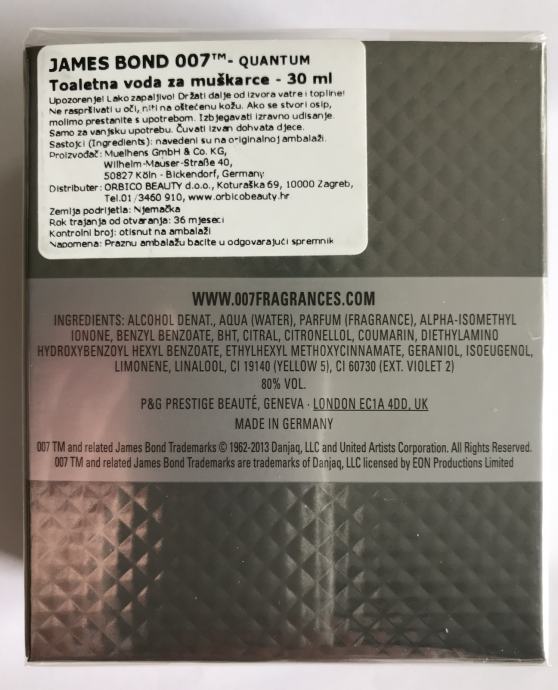 JAMES BOND 007™- QUANTUM
Toaletna voda za muškarce - 30 ml
Upozorenje! Lako zapaljivo! Držati dalje od izvora vatre i topline!
Ne raspršivati u oči, niti na oštećenu kožu. Ako se stvori osip,
molimo prestanite s upotrebom. Izbjegavati izravno udisanje.
Samo za vanjsku upotrebu. Čuvati izvan dohvata djece.
Sastojci (Ingredients): navedeni su na originalnoj ambalaži.
Proizvođač: Muelhens GmbH & Co. KG,
Wilhelm-Mauser-Straße 40,
50827 Köln - Bickendorf, Germany
Distributer: ORBICO BEAUTY d.o.o., Koturaška 69, 10000 Zagreb,
Tel.01/3460 910, www.orbicobeauty.hr
Zemlja podrijetla: Njemačka
Rok trajanja od otvaranja: 36 mjeseci
Kontrolni broj: otisnut na ambalaži
Napomena: Praznu ambalažu bacite u odgovarajući spremnik
WWW.007FRAGRANCES.COM
INGREDIENTS: ALCOHOL DENAT., AQUA (WATER), PARFUM (FRAGRANCE), ALPHA-ISOMETHYL
IONONE, BENZYL BENZOATE, BHT, CITRAL, CITRONELLOL, COUMARIN, DIETHYLAMINO
HYDROXYBENZOYL HEXYL BENZOATE, ETHYLHEXYL METHOXYCINNAMATE, GERANIOL, ISOEUGENOL,
LIMONENE, LINALOOL, CI 19140 (YELLOW 5), CI 60730 (EXT. VIOLET 2)
80% VOL.
P&G PRESTIGE BEAUTÉ, GENEVA · LONDON EC1A 4DD, UK
MADE IN GERMANY
007 TM and related James Bond Trademarks © 1962-2013 Danjaq, LLC and United Artists Corporation. All Rights Reserved.
007 TM and related James Bond Trademarks are trademarks of Danjaq, LLC licensed by EON Productions Limited